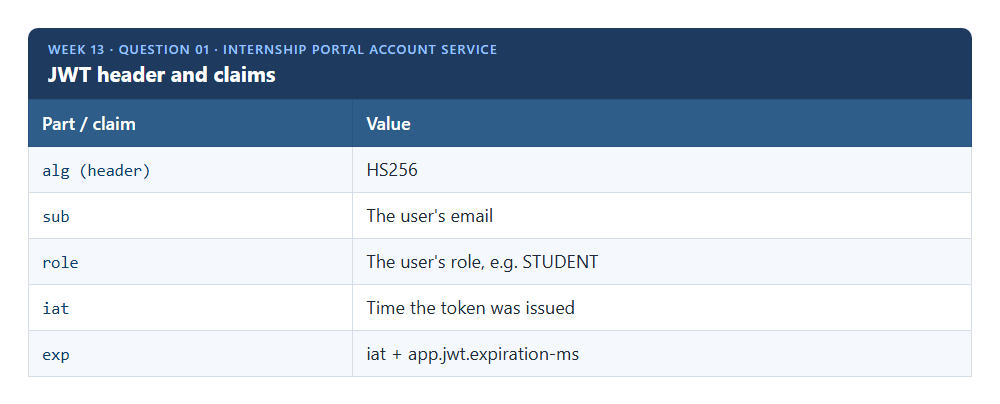 WEEK 13 · QUESTION 01 · INTERNSHIP PORTAL ACCOUNT SERVICE
JWT header and claims
Part / claim Value
alg (header) HS256
sub The user's email
role The user's role, e.g. STUDENT
iat Time the token was issued
exp iat + app.jwt.expiration-ms